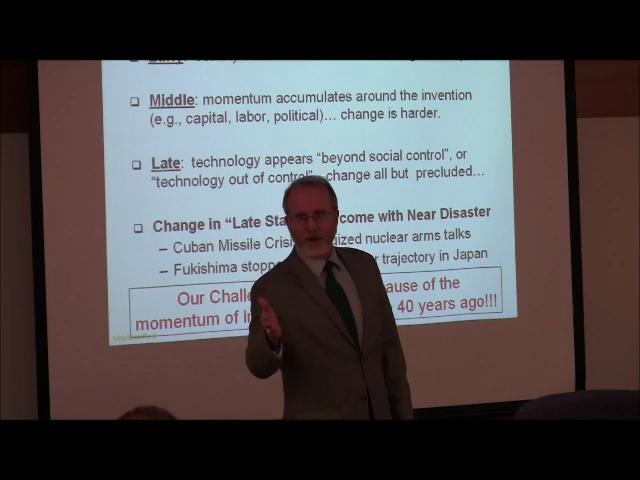 Middle: momentum accumulates around the invention
(e.g., capital, labor, political)… change is harder.
Late: technology appears "beyond social control", or
"technology out of control"… change all but precluded…
Change in "Late Sta come with Near Disaster
– Cuban Missile Crisi ized nuclear arms talks
– Fukishima stopp r trajectory in Japan
Our Challe ause of the
momentum of I 40 years ago!!!